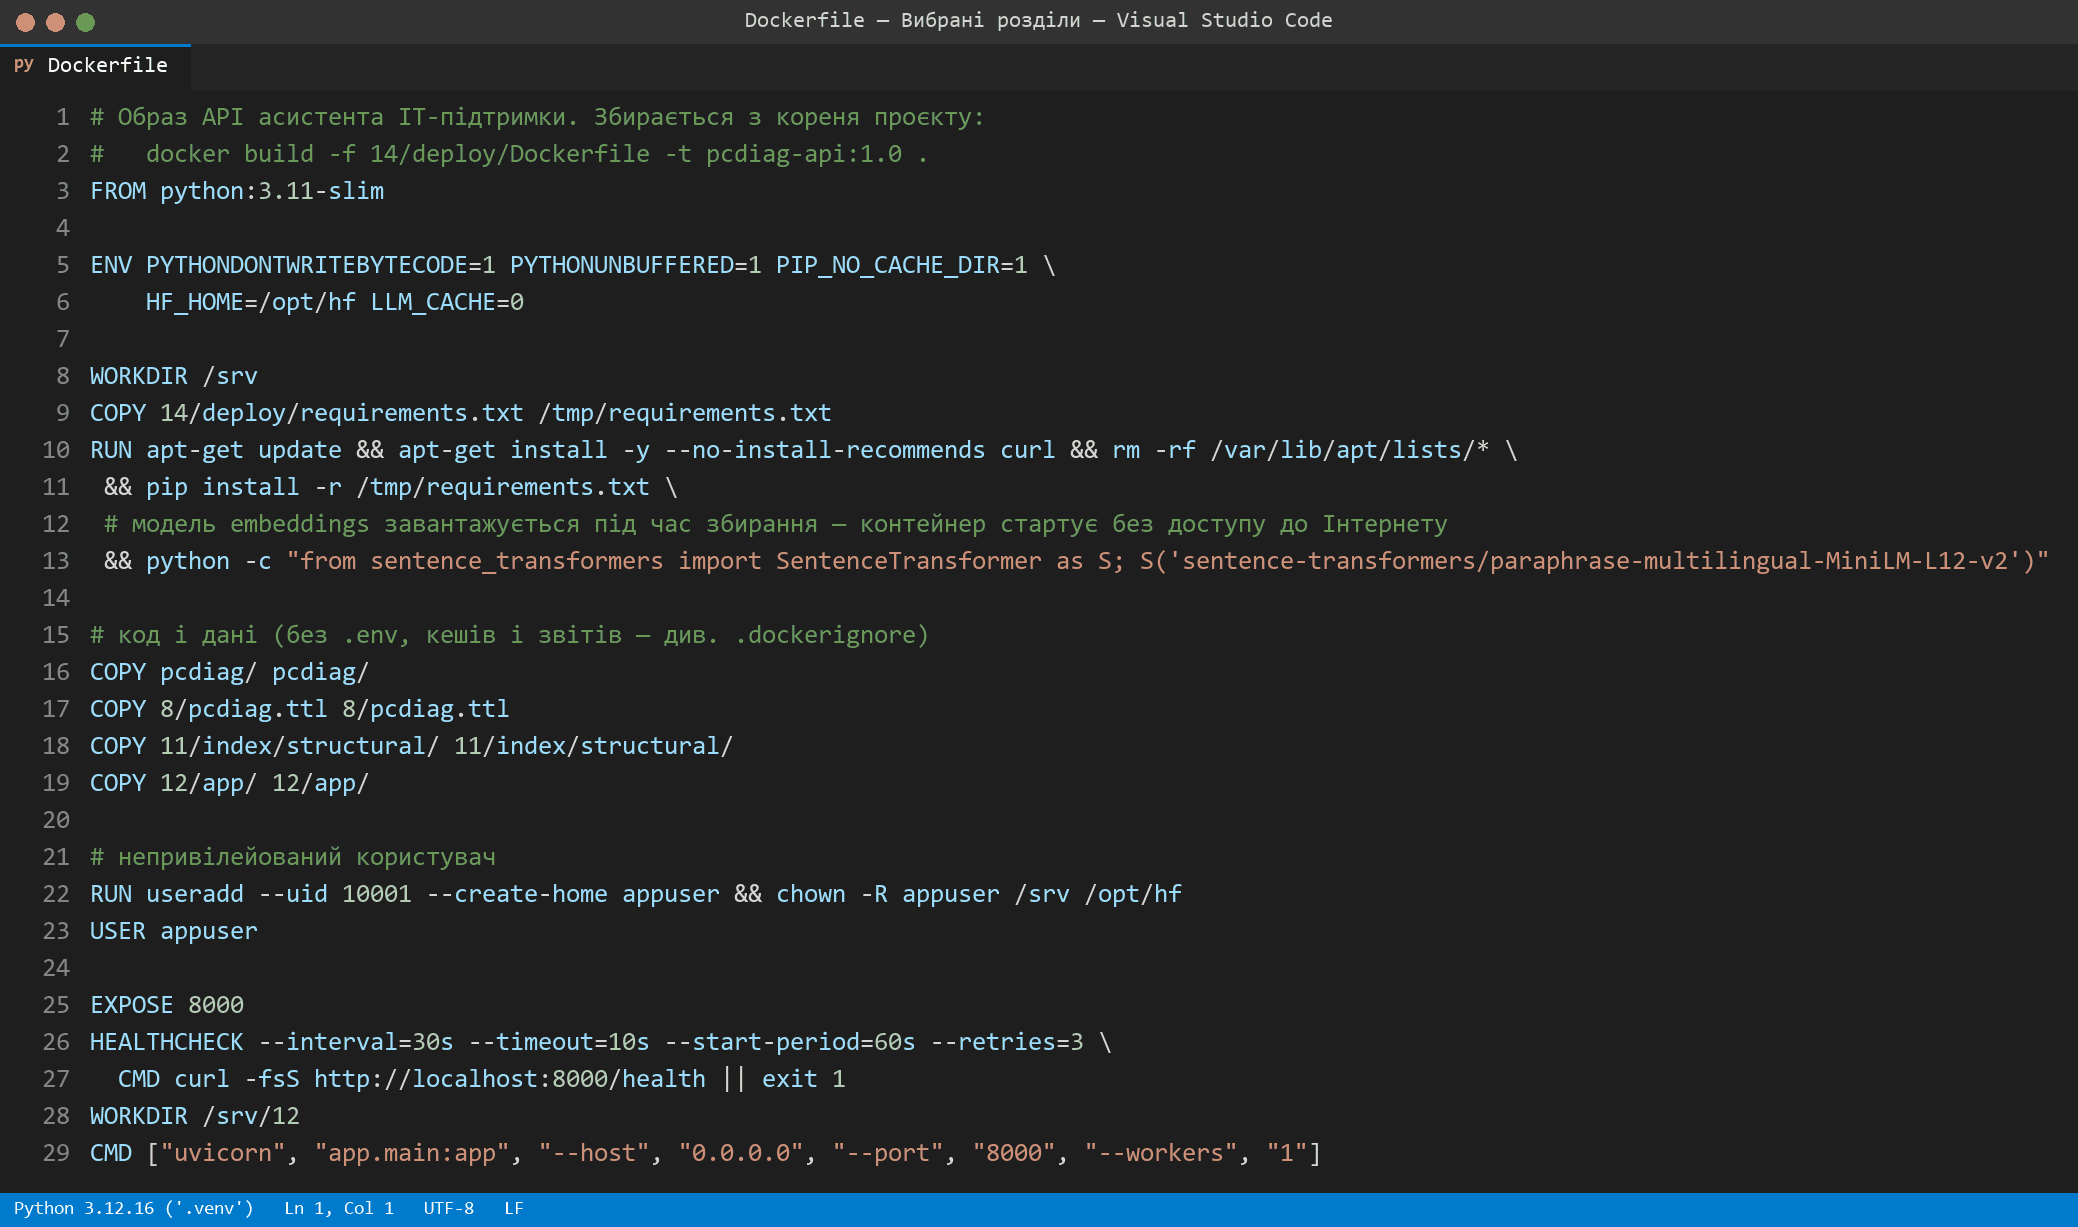 Dockerfile — Вибрані розділи — Visual Studio Code
py Dockerfile
1 # Образ API асистента ІТ-підтримки. Збирається з кореня проєкту:
2 #   docker build -f 14/deploy/Dockerfile -t pcdiag-api:1.0 .
3 FROM python:3.11-slim
4
5 ENV PYTHONDONTWRITEBYTECODE=1 PYTHONUNBUFFERED=1 PIP_NO_CACHE_DIR=1 \
6     HF_HOME=/opt/hf LLM_CACHE=0
7
8 WORKDIR /srv
9 COPY 14/deploy/requirements.txt /tmp/requirements.txt
10 RUN apt-get update && apt-get install -y --no-install-recommends curl && rm -rf /var/lib/apt/lists/* \
11  && pip install -r /tmp/requirements.txt \
12  # модель embeddings завантажується під час збирання — контейнер стартує без доступу до Інтернету
13  && python -c "from sentence_transformers import SentenceTransformer as S; S('sentence-transformers/paraphrase-multilingual-MiniLM-L12-v2')"
14
15 # код і дані (без .env, кешів і звітів — див. .dockerignore)
16 COPY pcdiag/ pcdiag/
17 COPY 8/pcdiag.ttl 8/pcdiag.ttl
18 COPY 11/index/structural/ 11/index/structural/
19 COPY 12/app/ 12/app/
20
21 # непривілейований користувач
22 RUN useradd --uid 10001 --create-home appuser && chown -R appuser /srv /opt/hf
23 USER appuser
24
25 EXPOSE 8000
26 HEALTHCHECK --interval=30s --timeout=10s --start-period=60s --retries=3 \
27   CMD curl -fsS http://localhost:8000/health || exit 1
28 WORKDIR /srv/12
29 CMD ["uvicorn", "app.main:app", "--host", "0.0.0.0", "--port", "8000", "--workers", "1"]
Python 3.12.16 ('.venv')   Ln 1, Col 1   UTF-8   LF